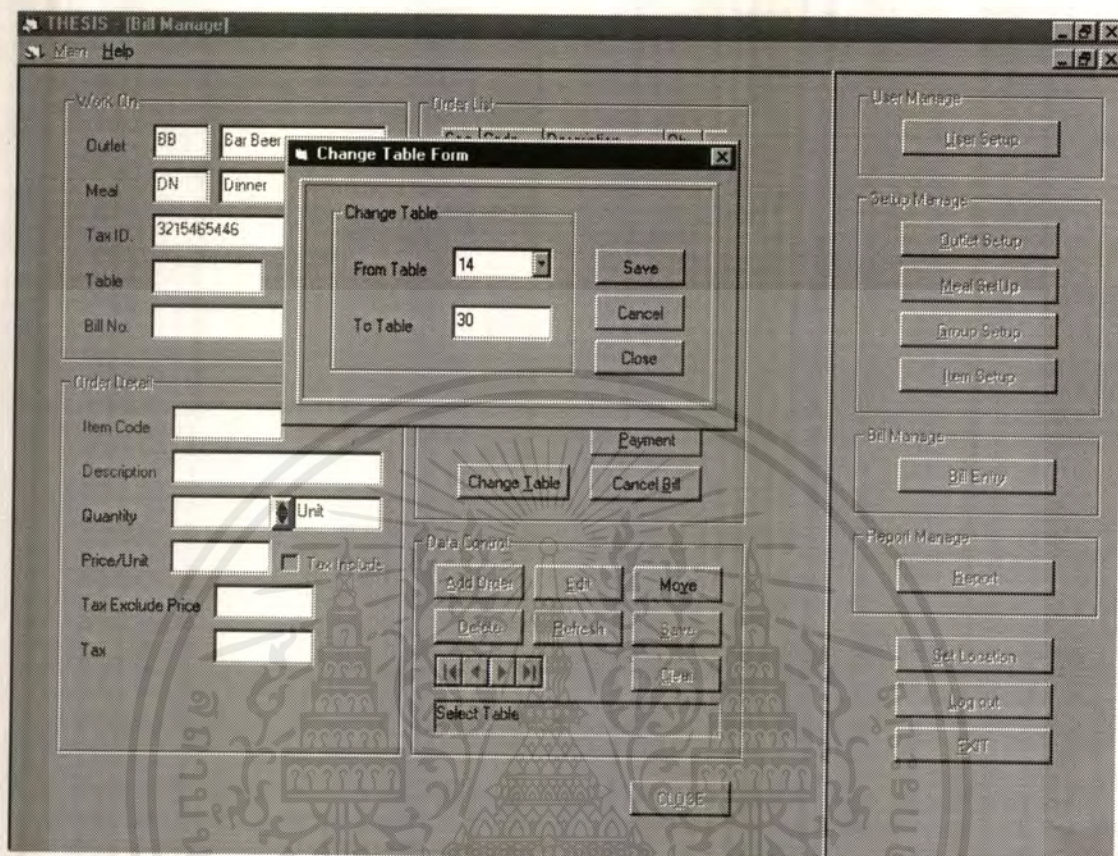 THESIS - [Bill Manage]
Main Help
Work On
Outlet BB Bar Beer
Meal DN Dinner
Tax ID. 3215465446
Table
Bill No.
Order List
Code Description
Change Table Form
Change Table
From Table 14
To Table 30
Save
Cancel
Close
Order Detail
Item Code
Description
Quantity Unit
Price/Unit Tax Include
Tax Exclude Price
Tax
Payment
Change Table Cancel Bill
Data Control
Add Order Edit Move
Delete Refresh Save
Clear
Select Table
CLOSE
User Manage
User Setup
Setup Manage
Outlet Setup
Meal SetUp
Group Setup
Item Setup
Bill Manage
Bill Entry
Report Manage
Report
Set Location
Log out
EXIT